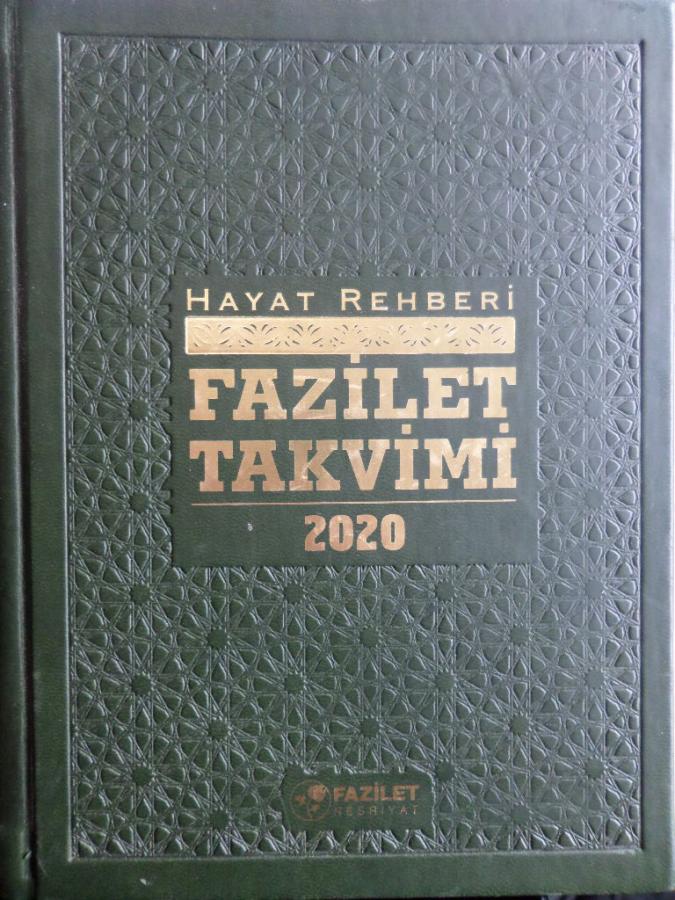 HAYAT REHBERİ
FAZİLET
TAKVİMİ
2020
FAZİLET
NEŞRİYAT